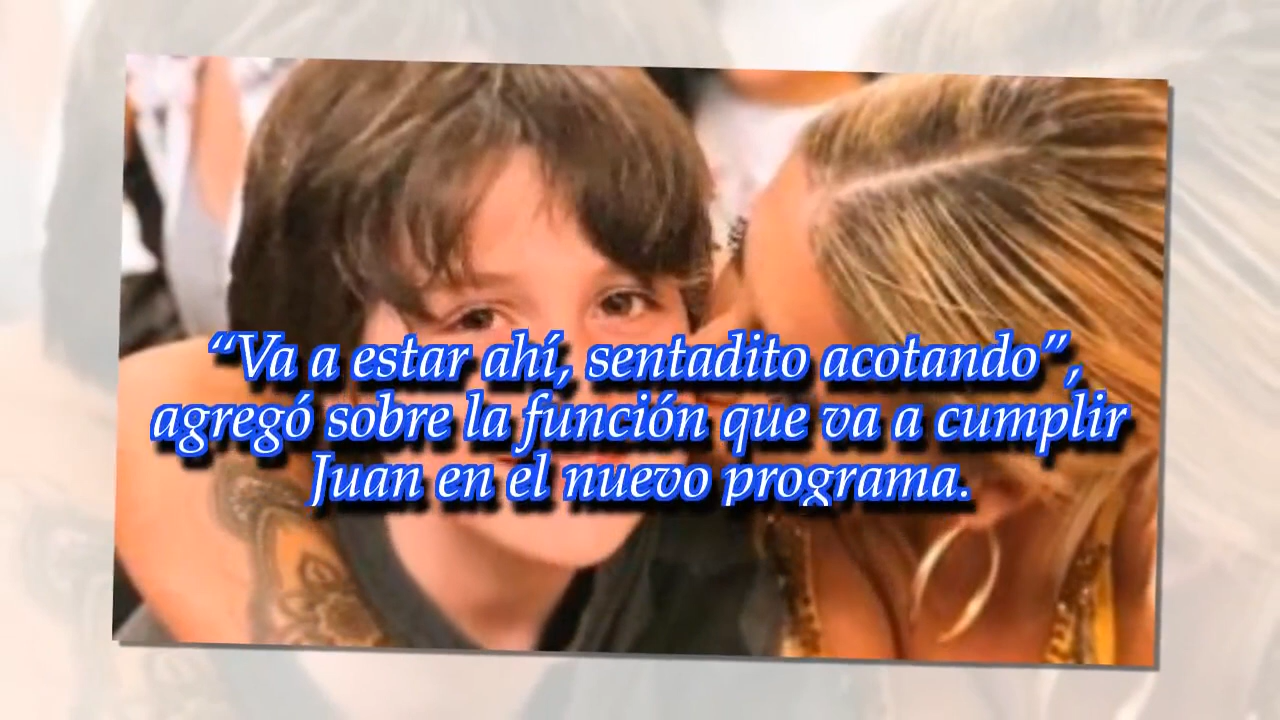 “Va a estar ahí, sentadito acotando”,
agregó sobre la función que va a cumplir
Juan en el nuevo programa.